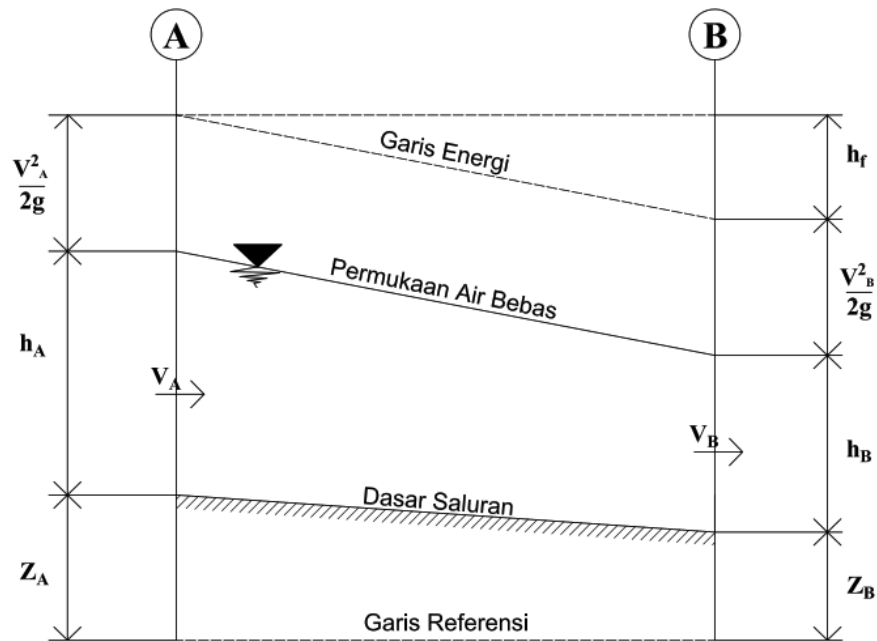 A
B
V²_A
2g
Garis Energi
h_f
Permukaan Air Bebas
V²_B
2g
h_A
V_A
V_B
h_B
Dasar Saluran
Z_A
Z_B
Garis Referensi